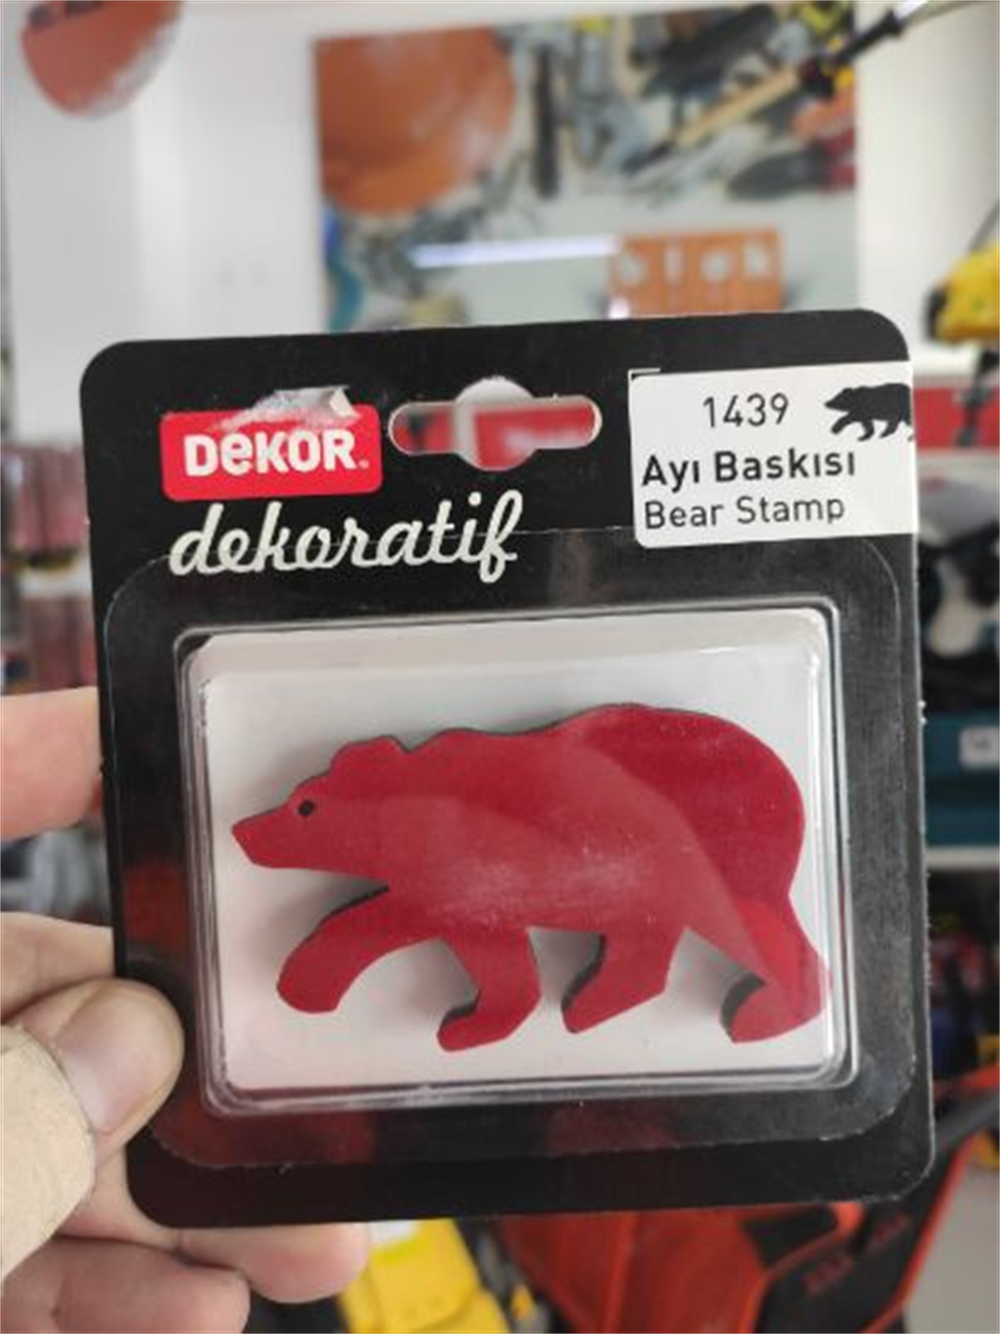 DeKOR.
dekoratif
1439
Ayı Baskısı
Bear Stamp